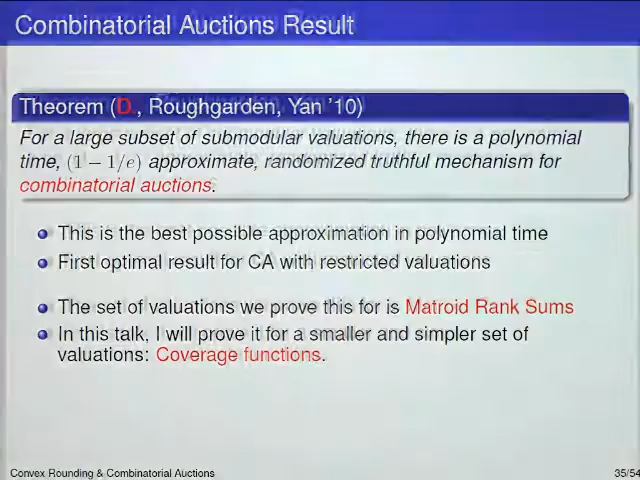 Combinatorial Auctions Result
Theorem (D., Roughgarden, Yan '10)
For a large subset of submodular valuations, there is a polynomial
time, (1 − 1/e) approximate, randomized truthful mechanism for
combinatorial auctions.
This is the best possible approximation in polynomial time
First optimal result for CA with restricted valuations
The set of valuations we prove this for is Matroid Rank Sums
In this talk, I will prove it for a smaller and simpler set of
valuations: Coverage functions.
Convex Rounding & Combinatorial Auctions
35/54